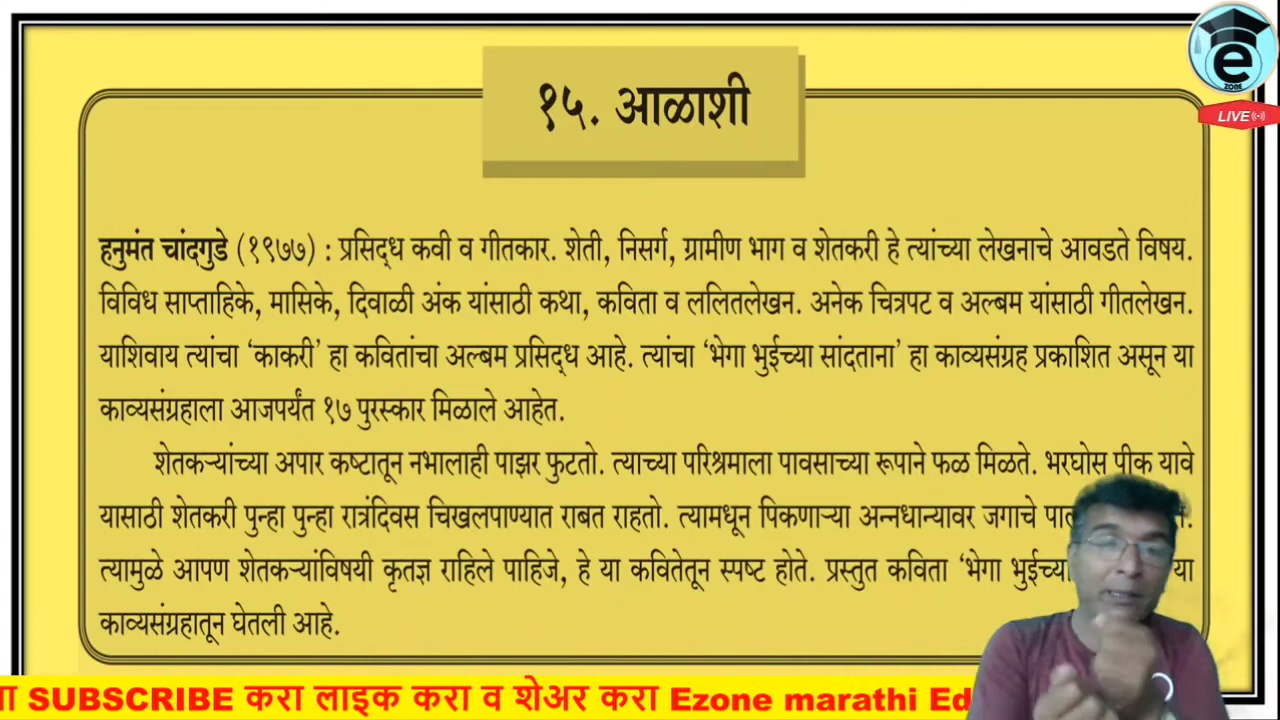 e
ZONE
LIVE
१५. आळाशी
हनुमंत चांदगुडे (१९७७) : प्रसिद्ध कवी व गीतकार. शेती, निसर्ग, ग्रामीण भाग व शेतकरी हे त्यांच्या लेखनाचे आवडते विषय.
विविध साप्ताहिके, मासिके, दिवाळी अंक यांसाठी कथा, कविता व ललितलेखन. अनेक चित्रपट व अल्बम यांसाठी गीतलेखन.
याशिवाय त्यांचा ‘काकरी’ हा कवितांचा अल्बम प्रसिद्ध आहे. त्यांचा ‘भेगा भुईच्या सांदताना’ हा काव्यसंग्रह प्रकाशित असून या
काव्यसंग्रहाला आजपर्यंत १७ पुरस्कार मिळाले आहेत.
शेतकऱ्यांच्या अपार कष्टातून नभालाही पाझर फुटतो. त्याच्या परिश्रमाला पावसाच्या रूपाने फळ मिळते. भरघोस पीक यावे
यासाठी शेतकरी पुन्हा पुन्हा रात्रंदिवस चिखलपाण्यात राबत राहतो. त्यामधून पिकणाऱ्या अन्नधान्यावर जगाचे
त्यामुळे आपण शेतकऱ्यांविषयी कृतज्ञ राहिले पाहिजे, हे या कवितेतून स्पष्ट होते. प्रस्तुत कविता ‘भेगा भुईच्या या
काव्यसंग्रहातून घेतली आहे.
SUBSCRIBE करा लाइक करा व शेअर करा Ezone marathi Ed